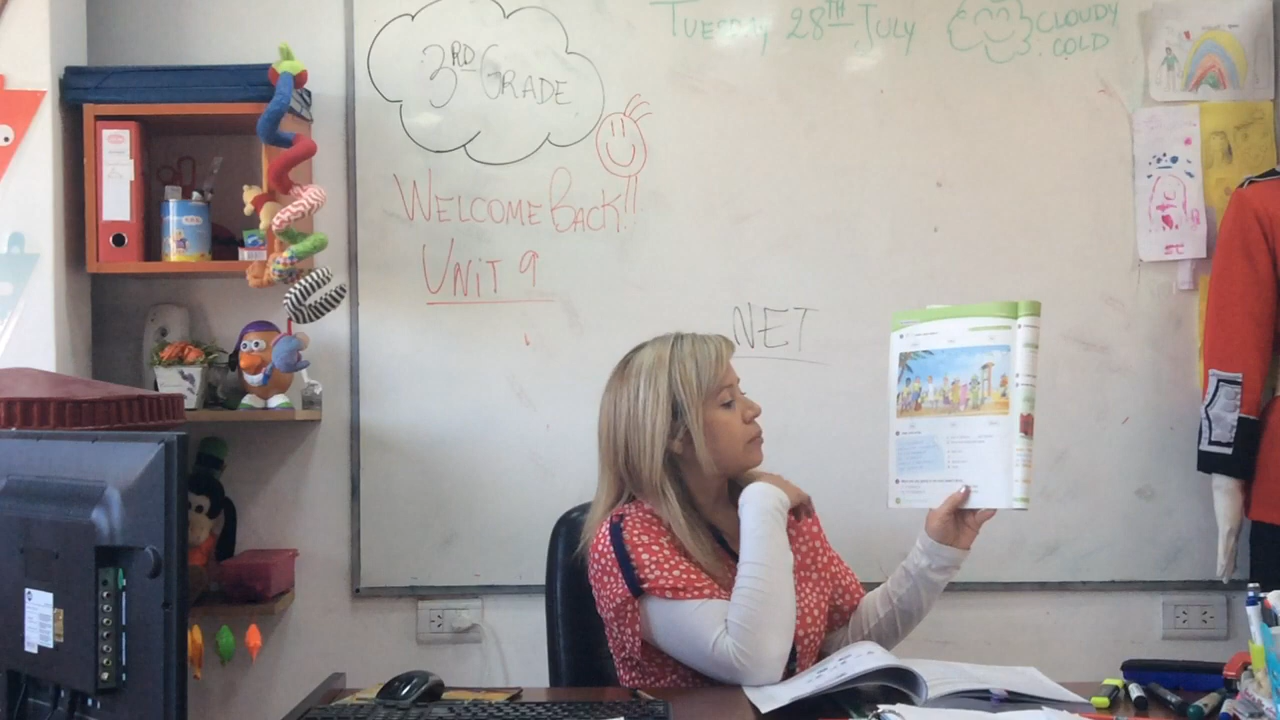 3RD GRADE
TUESDAY 28TH JULY
CLOUDY
COLD
WELCOME BACK!!
UNIT 9
NET